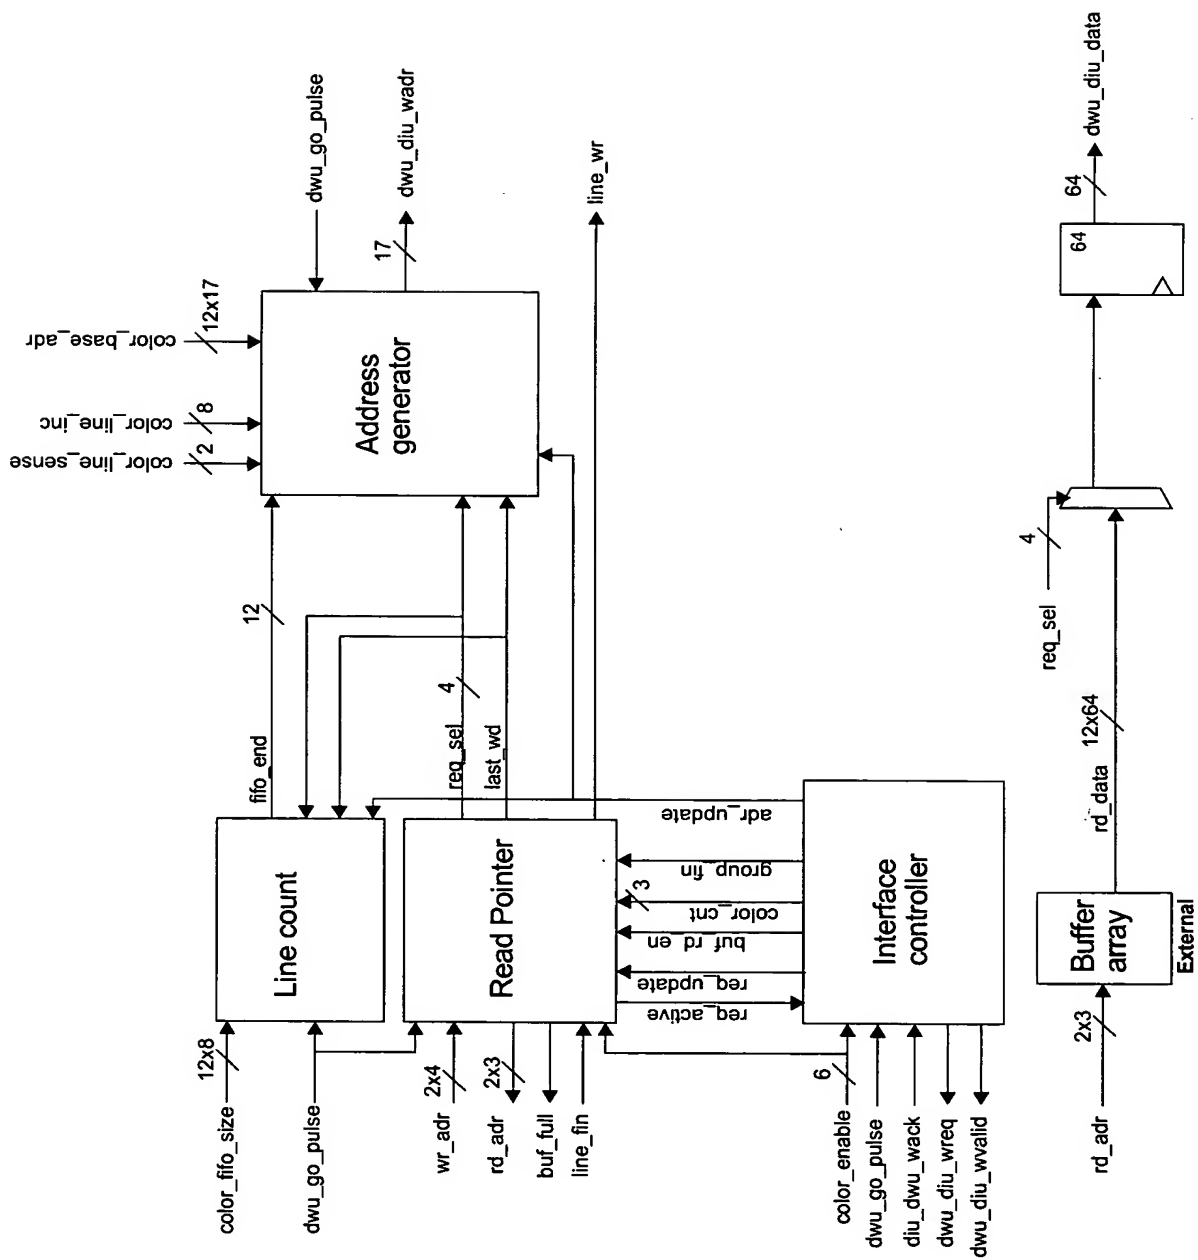 color_fifo_size
12x8
dwu_go_pulse
Line count
fifo_end
12
color_line_sense
2
color_line_inc
8
color_base_adr
12x17
Address
generator
dwu_go_pulse
17
dwu_diu_wadr
wr_adr
2x4
rd_adr
2x3
buf_full
line_fin
Read Pointer
req_sel
4
last_wd
line_wr
req_active
req_update
buf_rd_en
color_cnt
3
group_fin
adr_update
color_enable
6
dwu_go_pulse
diu_dwu_wack
dwu_diu_wreq
dwu_diu_wvalid
Interface
controller
rd_adr
2x3
Buffer
array
External
rd_data
12x64
req_sel
4
64
64
dwu_diu_data